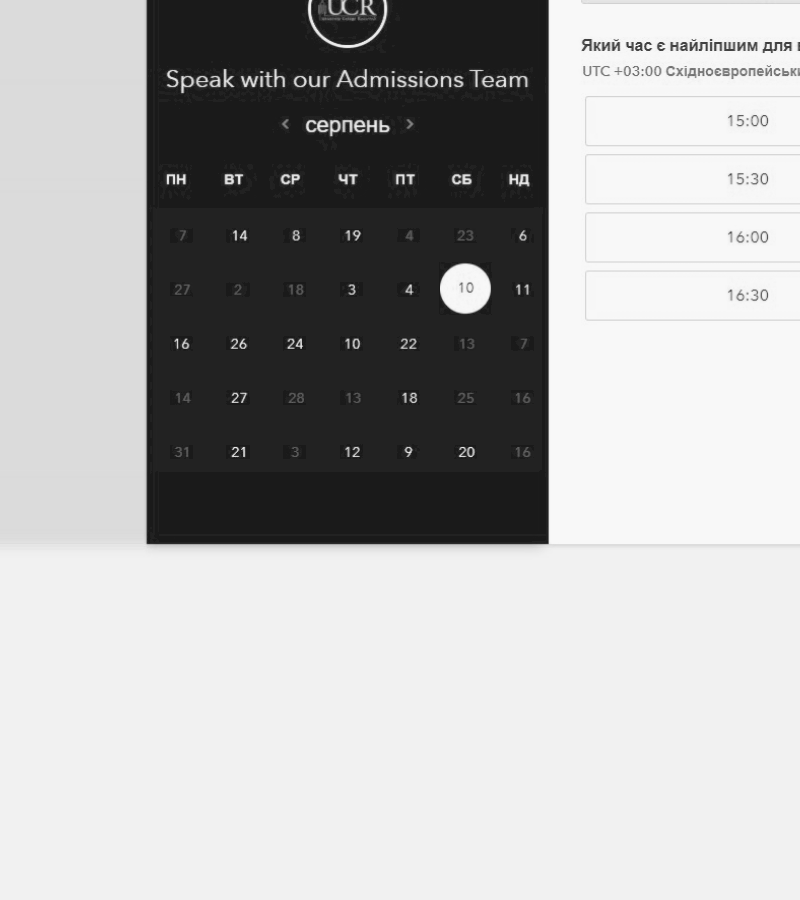 UCR
Speak with our Admissions Team
< серпень >
ПН ВТ СР ЧТ ПТ СБ НД
7 14 8 19 4 23 6
27 2 18 3 4 10 11
16 26 24 10 22 13 7
14 27 28 13 18 25 16
31 21 3 12 9 20 16
Який час є найліпшим для
UTC +03:00 Східноєвропейськи
15:00
15:30
16:00
16:30